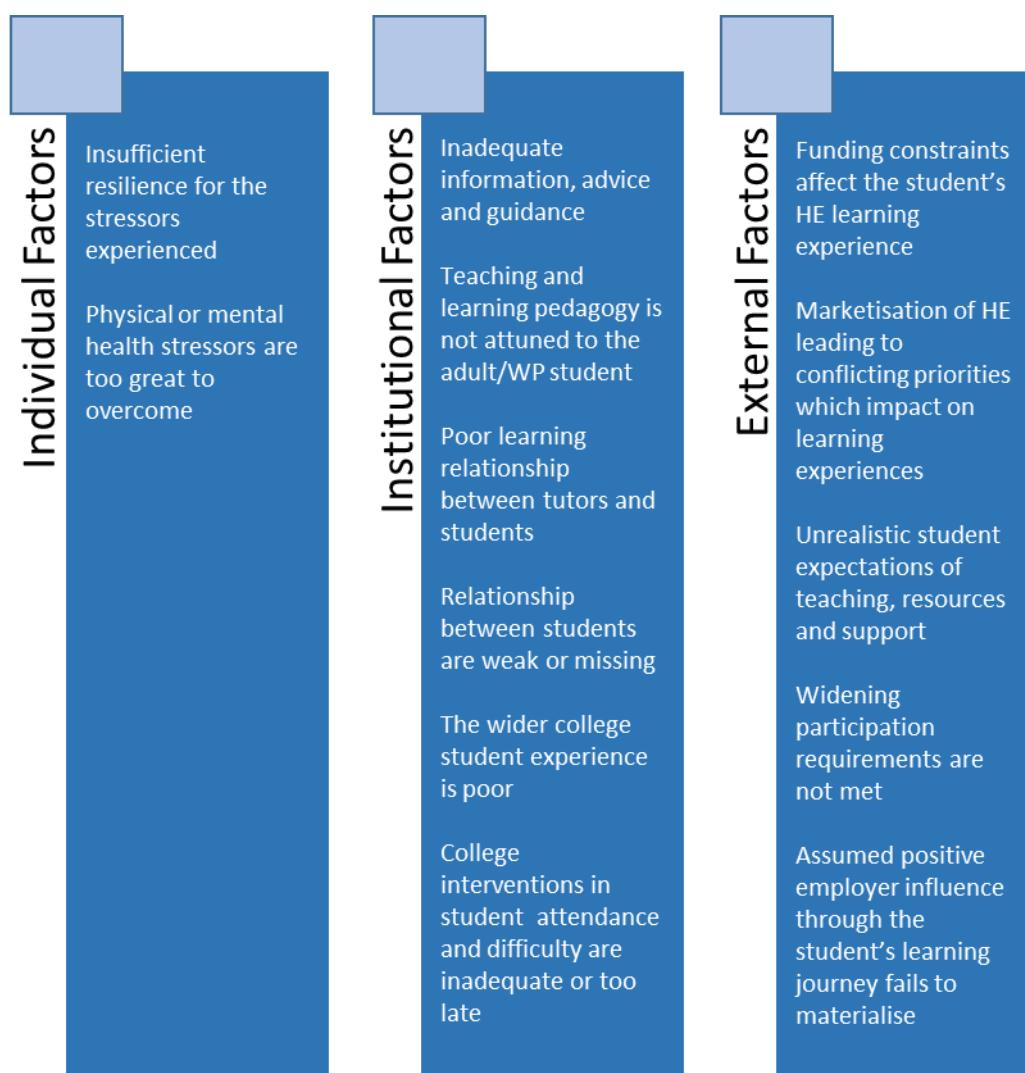 Individual Factors
Insufficient
resilience for the
stressors
experienced
Physical or mental
health stressors are
too great to
overcome
Institutional Factors
Inadequate
information, advice
and guidance
Teaching and
learning pedagogy is
not attuned to the
adult/WP student
Poor learning
relationship
between tutors and
students
Relationship
between students
are weak or missing
The wider college
student experience
is poor
College
interventions in
student attendance
and difficulty are
inadequate or too
late
External Factors
Funding constraints
affect the student’s
HE learning
experience
Marketisation of HE
leading to
conflicting priorities
which impact on
learning
experiences
Unrealistic student
expectations of
teaching, resources
and support
Widening
participation
requirements are
not met
Assumed positive
employer influence
through the
student’s learning
journey fails to
materialise